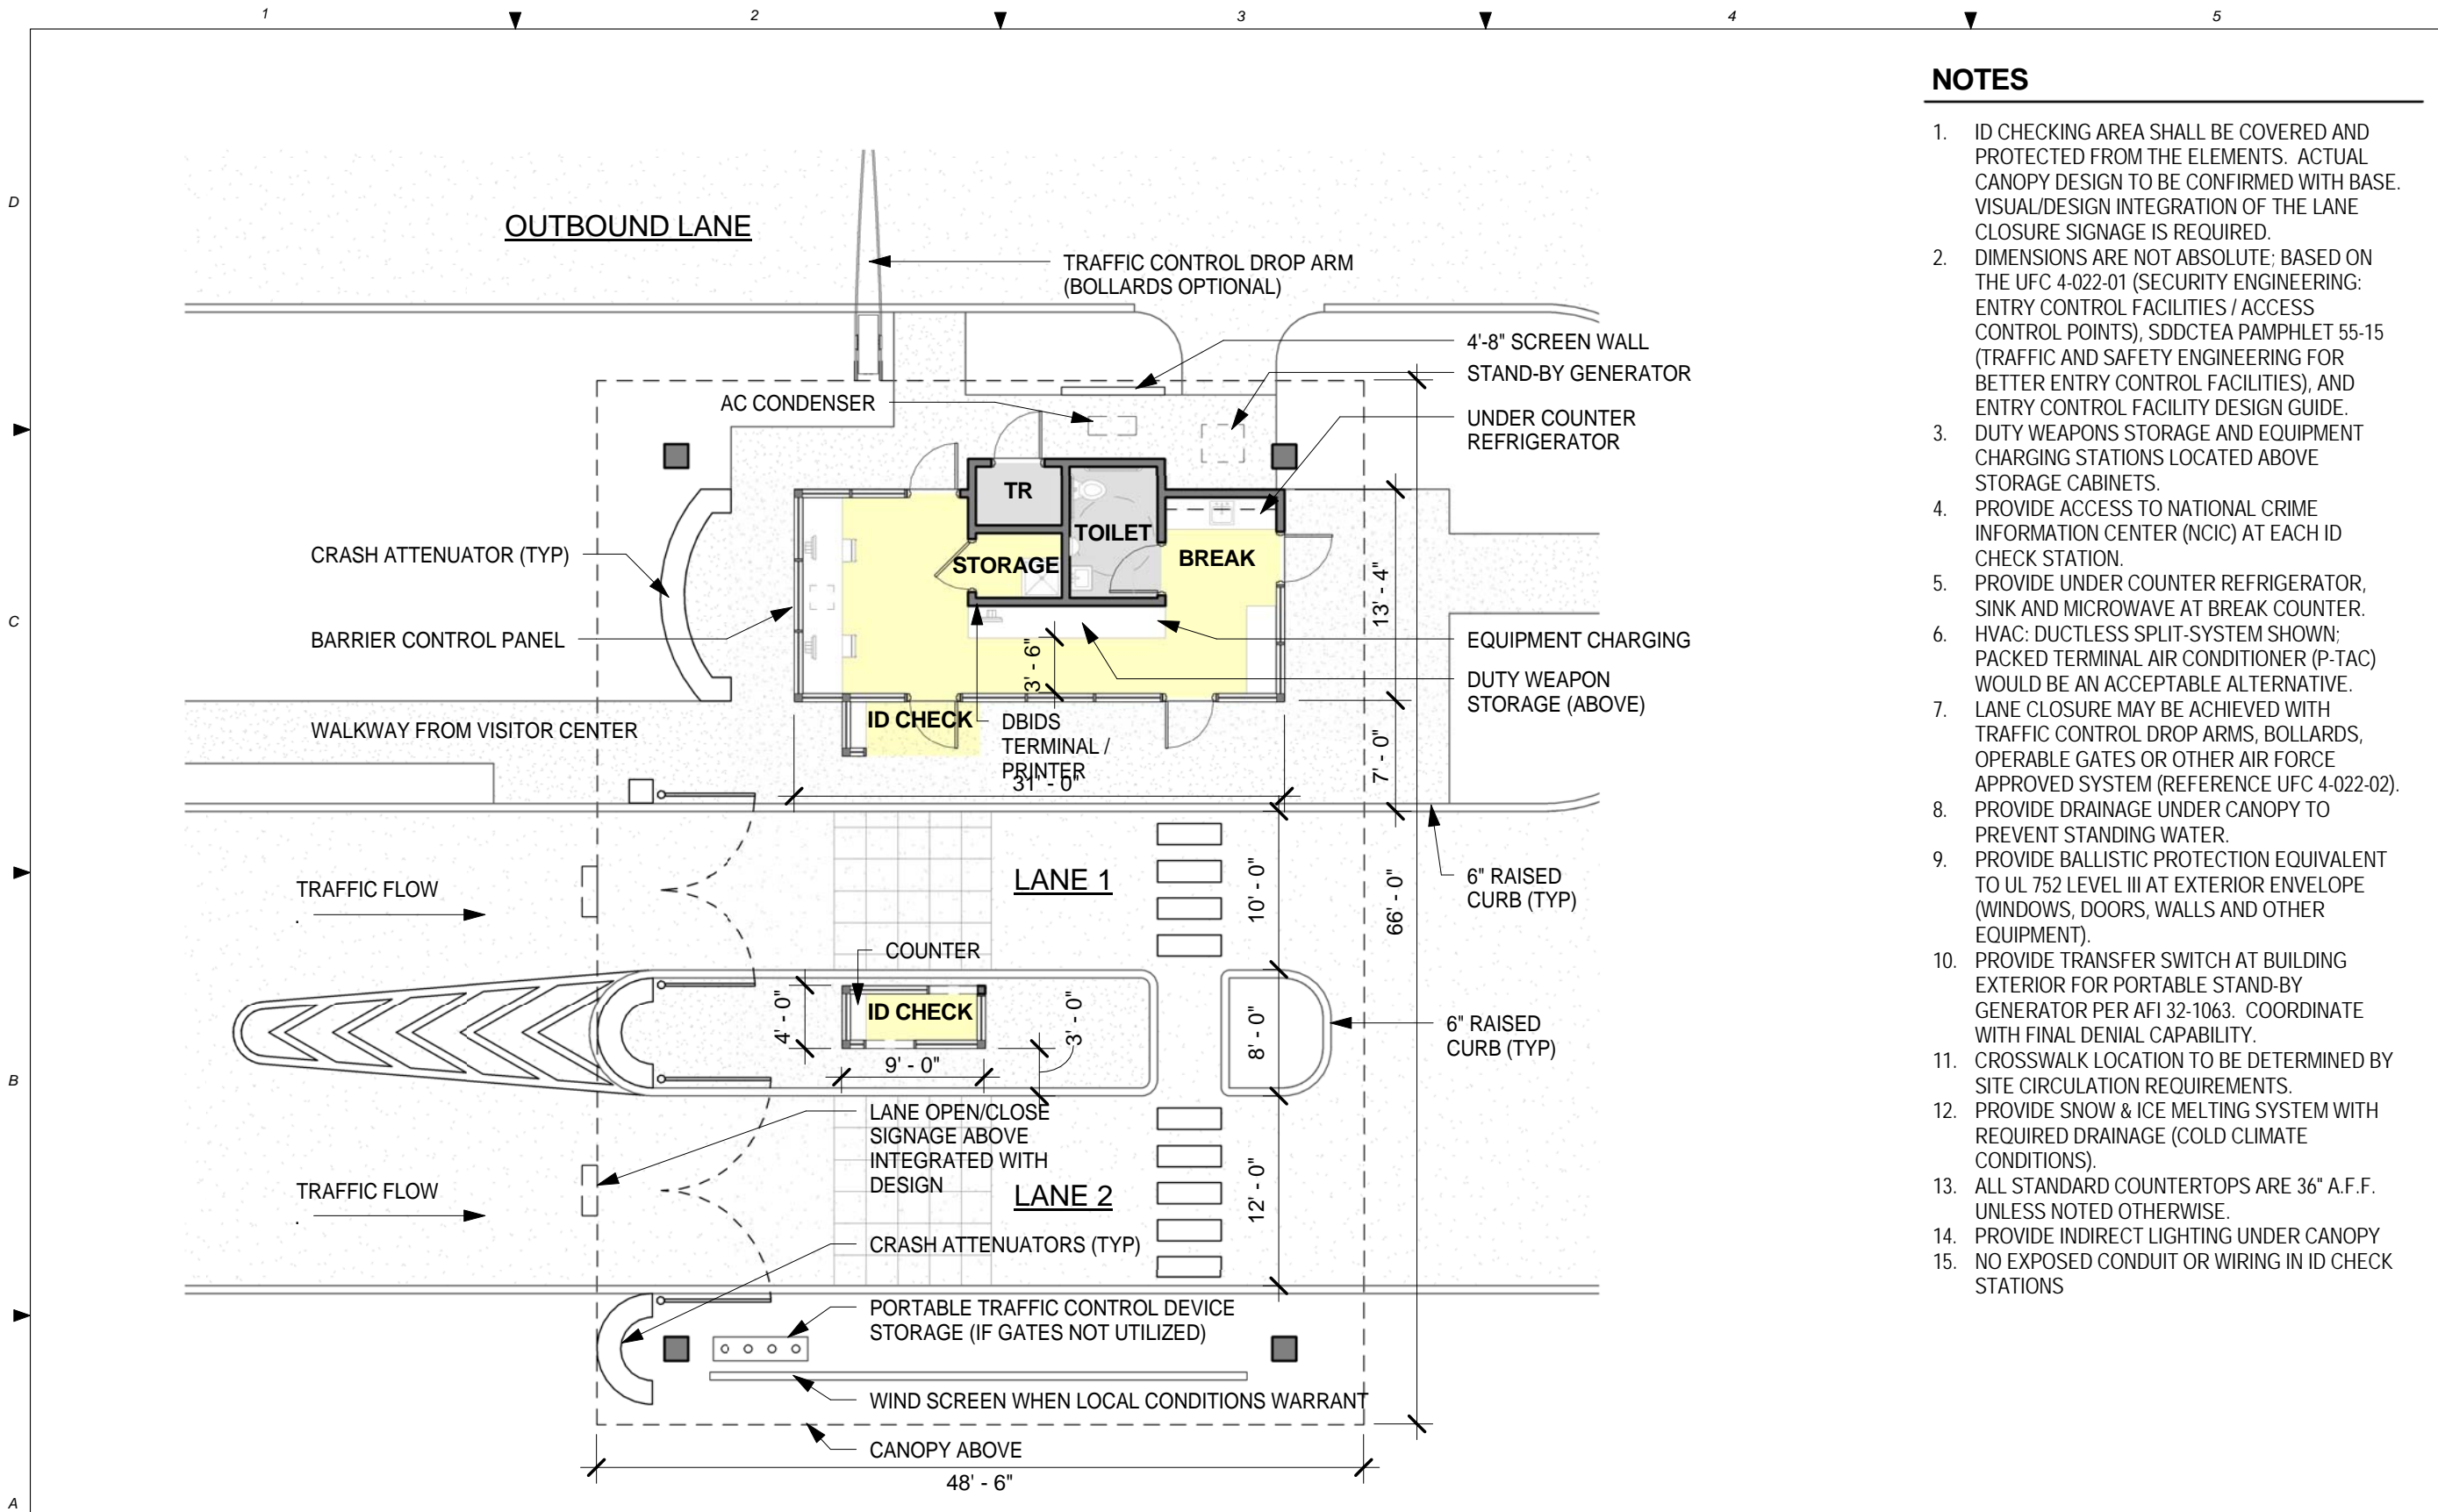 1 2 3 4 5
D
C
B
A
OUTBOUND LANE
TRAFFIC CONTROL DROP ARM
(BOLLARDS OPTIONAL)
4'-8" SCREEN WALL
STAND-BY GENERATOR
AC CONDENSER
UNDER COUNTER
REFRIGERATOR
TR
TOILET
CRASH ATTENUATOR (TYP)
STORAGE
BREAK
13' - 4"
BARRIER CONTROL PANEL
EQUIPMENT CHARGING
3' - 6"
DUTY WEAPON
STORAGE (ABOVE)
ID CHECK
WALKWAY FROM VISITOR CENTER
DBIDS
TERMINAL /
PRINTER
7' - 0"
31' - 0"
LANE 1
TRAFFIC FLOW
.
10' - 0"
6" RAISED
CURB (TYP)
66' - 0"
COUNTER
4' - 0"
ID CHECK
3' - 0"
8' - 0"
6" RAISED
CURB (TYP)
9' - 0"
LANE OPEN/CLOSE
SIGNAGE ABOVE
INTEGRATED WITH
DESIGN
TRAFFIC FLOW
.
LANE 2
12' - 0"
CRASH ATTENUATORS (TYP)
PORTABLE TRAFFIC CONTROL DEVICE
STORAGE (IF GATES NOT UTILIZED)
WIND SCREEN WHEN LOCAL CONDITIONS WARRANT
CANOPY ABOVE
48' - 6"
NOTES
1. ID CHECKING AREA SHALL BE COVERED AND
PROTECTED FROM THE ELEMENTS. ACTUAL
CANOPY DESIGN TO BE CONFIRMED WITH BASE.
VISUAL/DESIGN INTEGRATION OF THE LANE
CLOSURE SIGNAGE IS REQUIRED.
2. DIMENSIONS ARE NOT ABSOLUTE; BASED ON
THE UFC 4-022-01 (SECURITY ENGINEERING:
ENTRY CONTROL FACILITIES / ACCESS
CONTROL POINTS), SDDCTEA PAMPHLET 55-15
(TRAFFIC AND SAFETY ENGINEERING FOR
BETTER ENTRY CONTROL FACILITIES), AND
ENTRY CONTROL FACILITY DESIGN GUIDE.
3. DUTY WEAPONS STORAGE AND EQUIPMENT
CHARGING STATIONS LOCATED ABOVE
STORAGE CABINETS.
4. PROVIDE ACCESS TO NATIONAL CRIME
INFORMATION CENTER (NCIC) AT EACH ID
CHECK STATION.
5. PROVIDE UNDER COUNTER REFRIGERATOR,
SINK AND MICROWAVE AT BREAK COUNTER.
6. HVAC: DUCTLESS SPLIT-SYSTEM SHOWN;
PACKED TERMINAL AIR CONDITIONER (P-TAC)
WOULD BE AN ACCEPTABLE ALTERNATIVE.
7. LANE CLOSURE MAY BE ACHIEVED WITH
TRAFFIC CONTROL DROP ARMS, BOLLARDS,
OPERABLE GATES OR OTHER AIR FORCE
APPROVED SYSTEM (REFERENCE UFC 4-022-02).
8. PROVIDE DRAINAGE UNDER CANOPY TO
PREVENT STANDING WATER.
9. PROVIDE BALLISTIC PROTECTION EQUIVALENT
TO UL 752 LEVEL III AT EXTERIOR ENVELOPE
(WINDOWS, DOORS, WALLS AND OTHER
EQUIPMENT).
10. PROVIDE TRANSFER SWITCH AT BUILDING
EXTERIOR FOR PORTABLE STAND-BY
GENERATOR PER AFI 32-1063. COORDINATE
WITH FINAL DENIAL CAPABILITY.
11. CROSSWALK LOCATION TO BE DETERMINED BY
SITE CIRCULATION REQUIREMENTS.
12. PROVIDE SNOW & ICE MELTING SYSTEM WITH
REQUIRED DRAINAGE (COLD CLIMATE
CONDITIONS).
13. ALL STANDARD COUNTERTOPS ARE 36" A.F.F.
UNLESS NOTED OTHERWISE.
14. PROVIDE INDIRECT LIGHTING UNDER CANOPY
15. NO EXPOSED CONDUIT OR WIRING IN ID CHECK
STATIONS